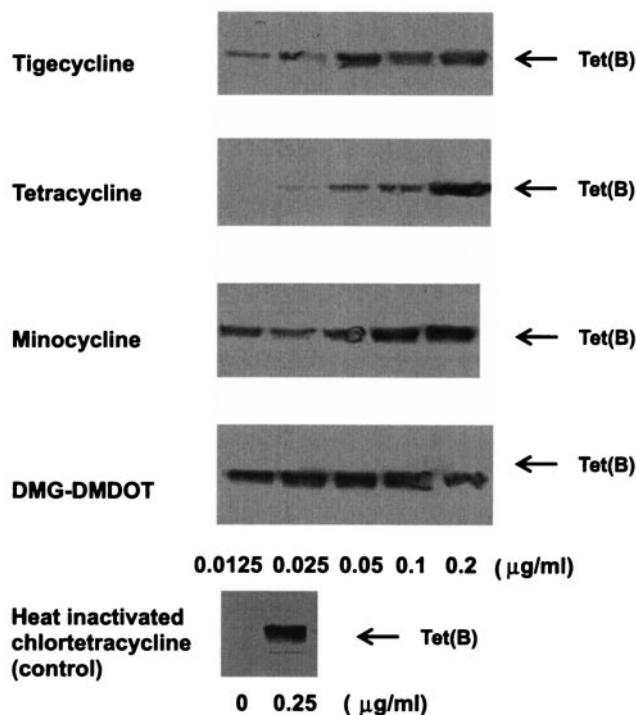 Tigecycline ← Tet(B)
Tetracycline ← Tet(B)
Minocycline ← Tet(B)
DMG-DMDOT ← Tet(B)
0.0125 0.025 0.05 0.1 0.2 (μg/ml)
Heat inactivated
chlortetracycline ← Tet(B)
(control)
0 0.25 (μg/ml)